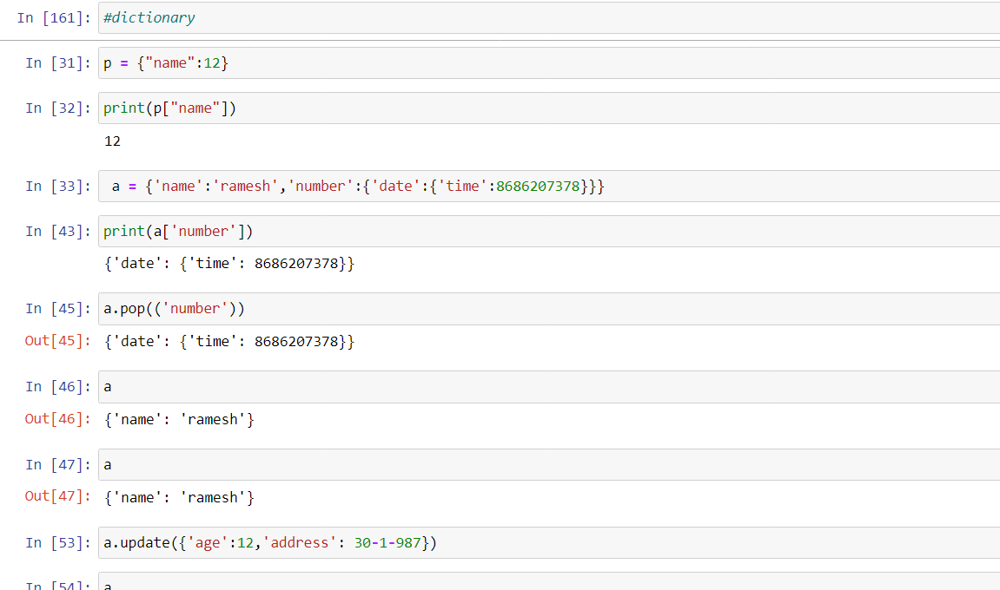 In [161]: #dictionary
In [31]: p = {"name":12}
In [32]: print(p["name"])
12
In [33]: a = {'name':'ramesh','number':{'date':{'time':8686207378}}}
In [43]: print(a['number'])
{'date': {'time': 8686207378}}
In [45]: a.pop(('number'))
Out[45]: {'date': {'time': 8686207378}}
In [46]: a
Out[46]: {'name': 'ramesh'}
In [47]: a
Out[47]: {'name': 'ramesh'}
In [53]: a.update({'age':12,'address': 30-1-987})
In [54]: a